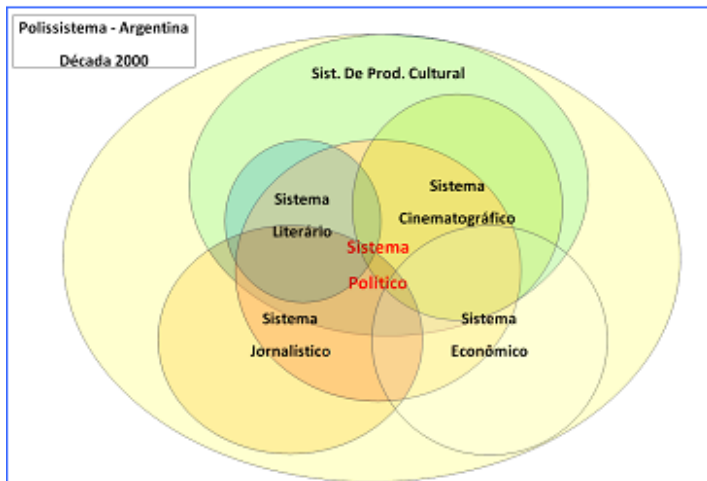 Polissistema - Argentina
Década 2000
Sist. De Prod. Cultural
Sistema
Literário
Sistema
Cinematográfico
Sistema
Político
Sistema
Jornalístico
Sistema
Econômico